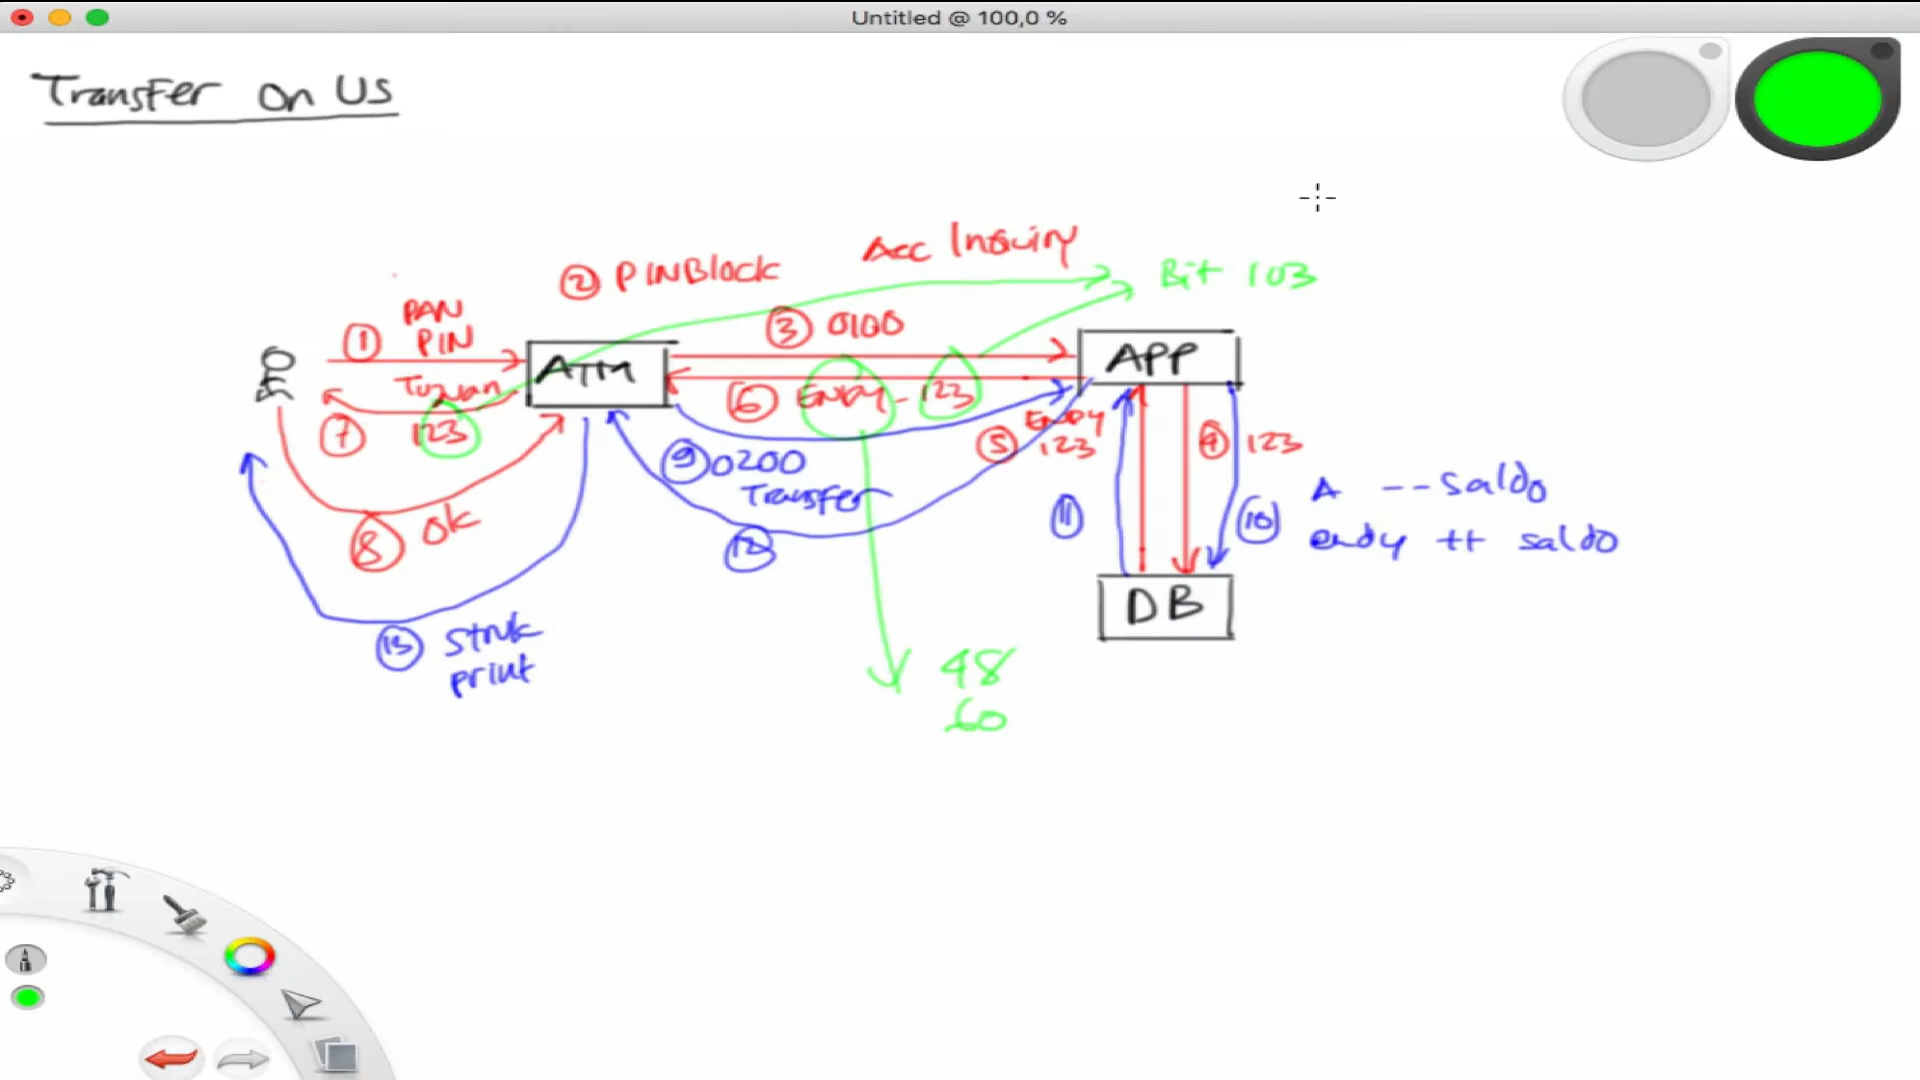 Untitled @ 100,0 %
Transfer on US
Acc Inquiry
2 PINBlock
Bit 103
PAN
1 PIN
3 0100
ATM
APP
Tujuan
7 123
6 ENDY - 123
Endy
5 123
4 123
9 0200
Transfer
8 Ok
12
11
10
A --saldo
endy ++ saldo
DB
13 Struk
print
48
60